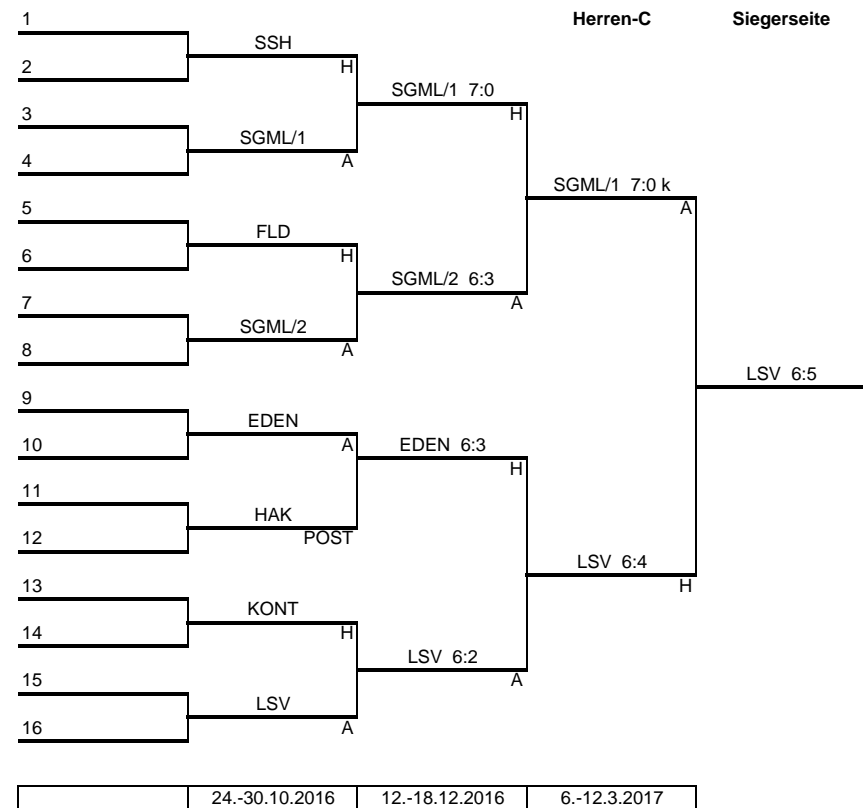 1 Herren-C Siegerseite
SSH
2 H
SGML/1 7:0
3 H
SGML/1
4 A
SGML/1 7:0 k
5 A
FLD
6 H
SGML/2 6:3
7 A
SGML/2
8 A
LSV 6:5
9
EDEN
10 A EDEN 6:3
H
11
HAK
12 POST
LSV 6:4
13 H
KONT
14 H
LSV 6:2
15 A
LSV
16 A
24.-30.10.2016 12.-18.12.2016 6.-12.3.2017